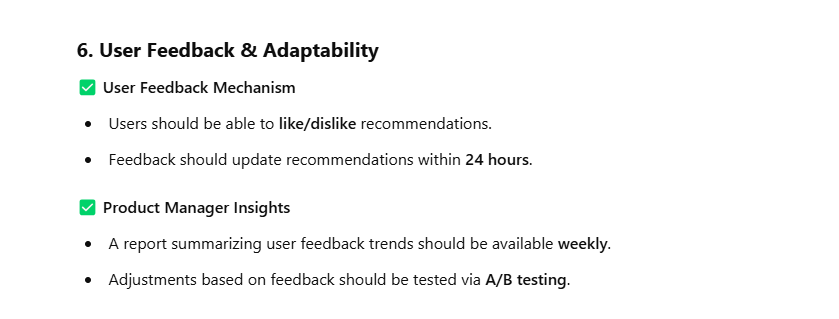 6. User Feedback & Adaptability
✅ User Feedback Mechanism
• Users should be able to like/dislike recommendations.
• Feedback should update recommendations within 24 hours.
✅ Product Manager Insights
• A report summarizing user feedback trends should be available weekly.
• Adjustments based on feedback should be tested via A/B testing.